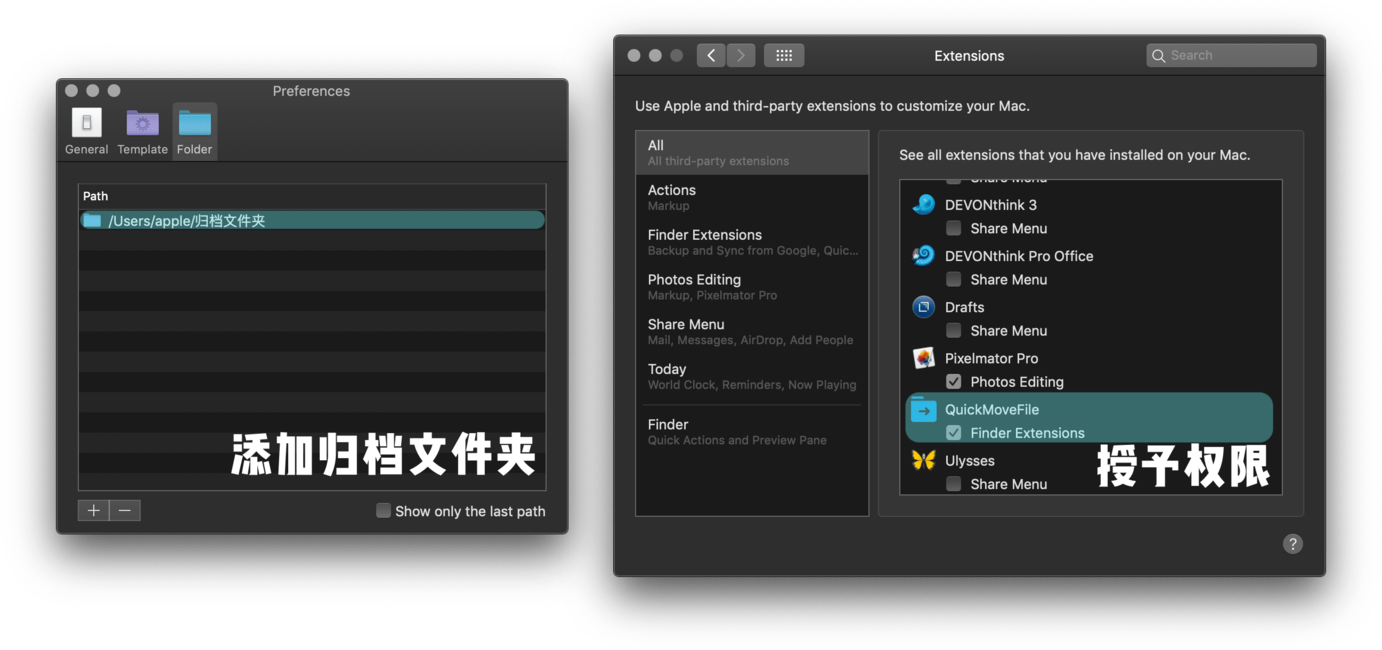 Preferences
General
Template
Folder
Path
/Users/apple/归档文件夹
添加归档文件夹
Show only the last path
Extensions
Search
Use Apple and third-party extensions to customize your Mac.
All
All third-party extensions
Actions
Markup
Finder Extensions
Backup and Sync from Google, Quic...
Photos Editing
Markup, Pixelmator Pro
Share Menu
Mail, Messages, AirDrop, Add People
Today
World Clock, Reminders, Now Playing
Finder
Quick Actions and Preview Pane
See all extensions that you have installed on your Mac.
Share Menu
DEVONthink 3
Share Menu
DEVONthink Pro Office
Share Menu
Drafts
Share Menu
Pixelmator Pro
Photos Editing
QuickMoveFile
Finder Extensions
Ulysses
Share Menu
授予权限
?